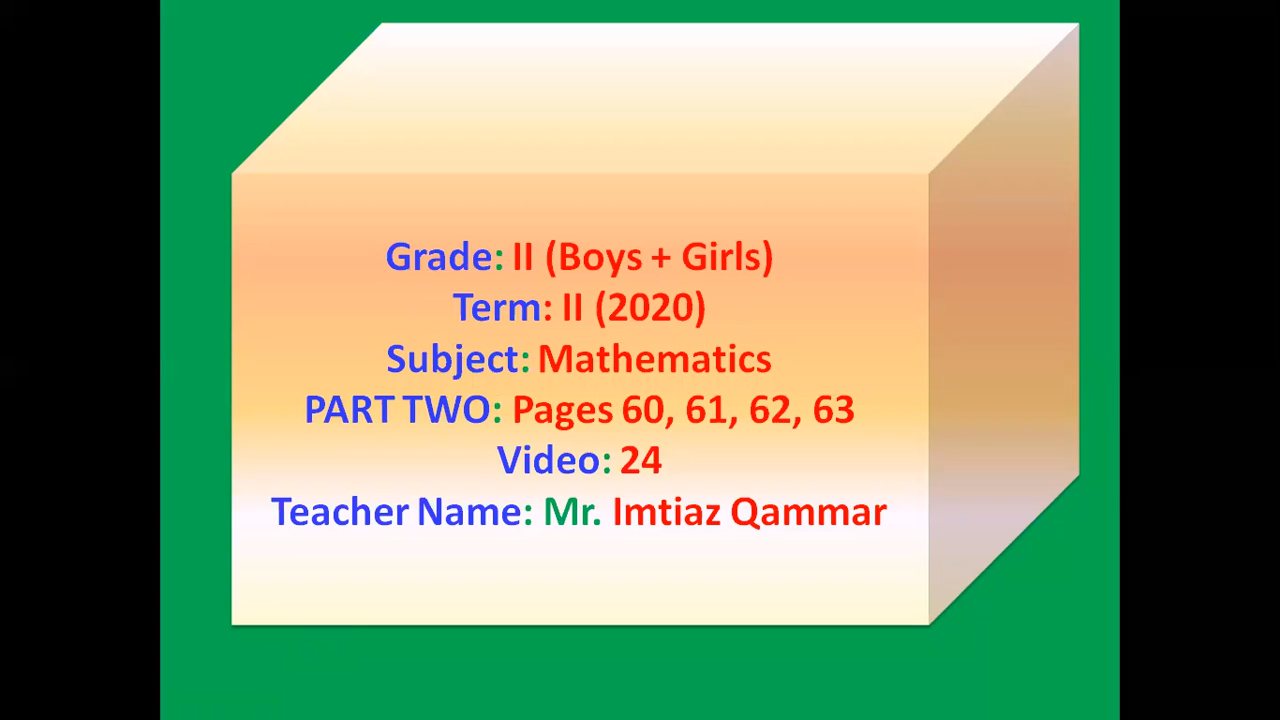 Grade: II (Boys + Girls)
Term: II (2020)
Subject: Mathematics
PART TWO: Pages 60, 61, 62, 63
Video: 24
Teacher Name: Mr. Imtiaz Qammar